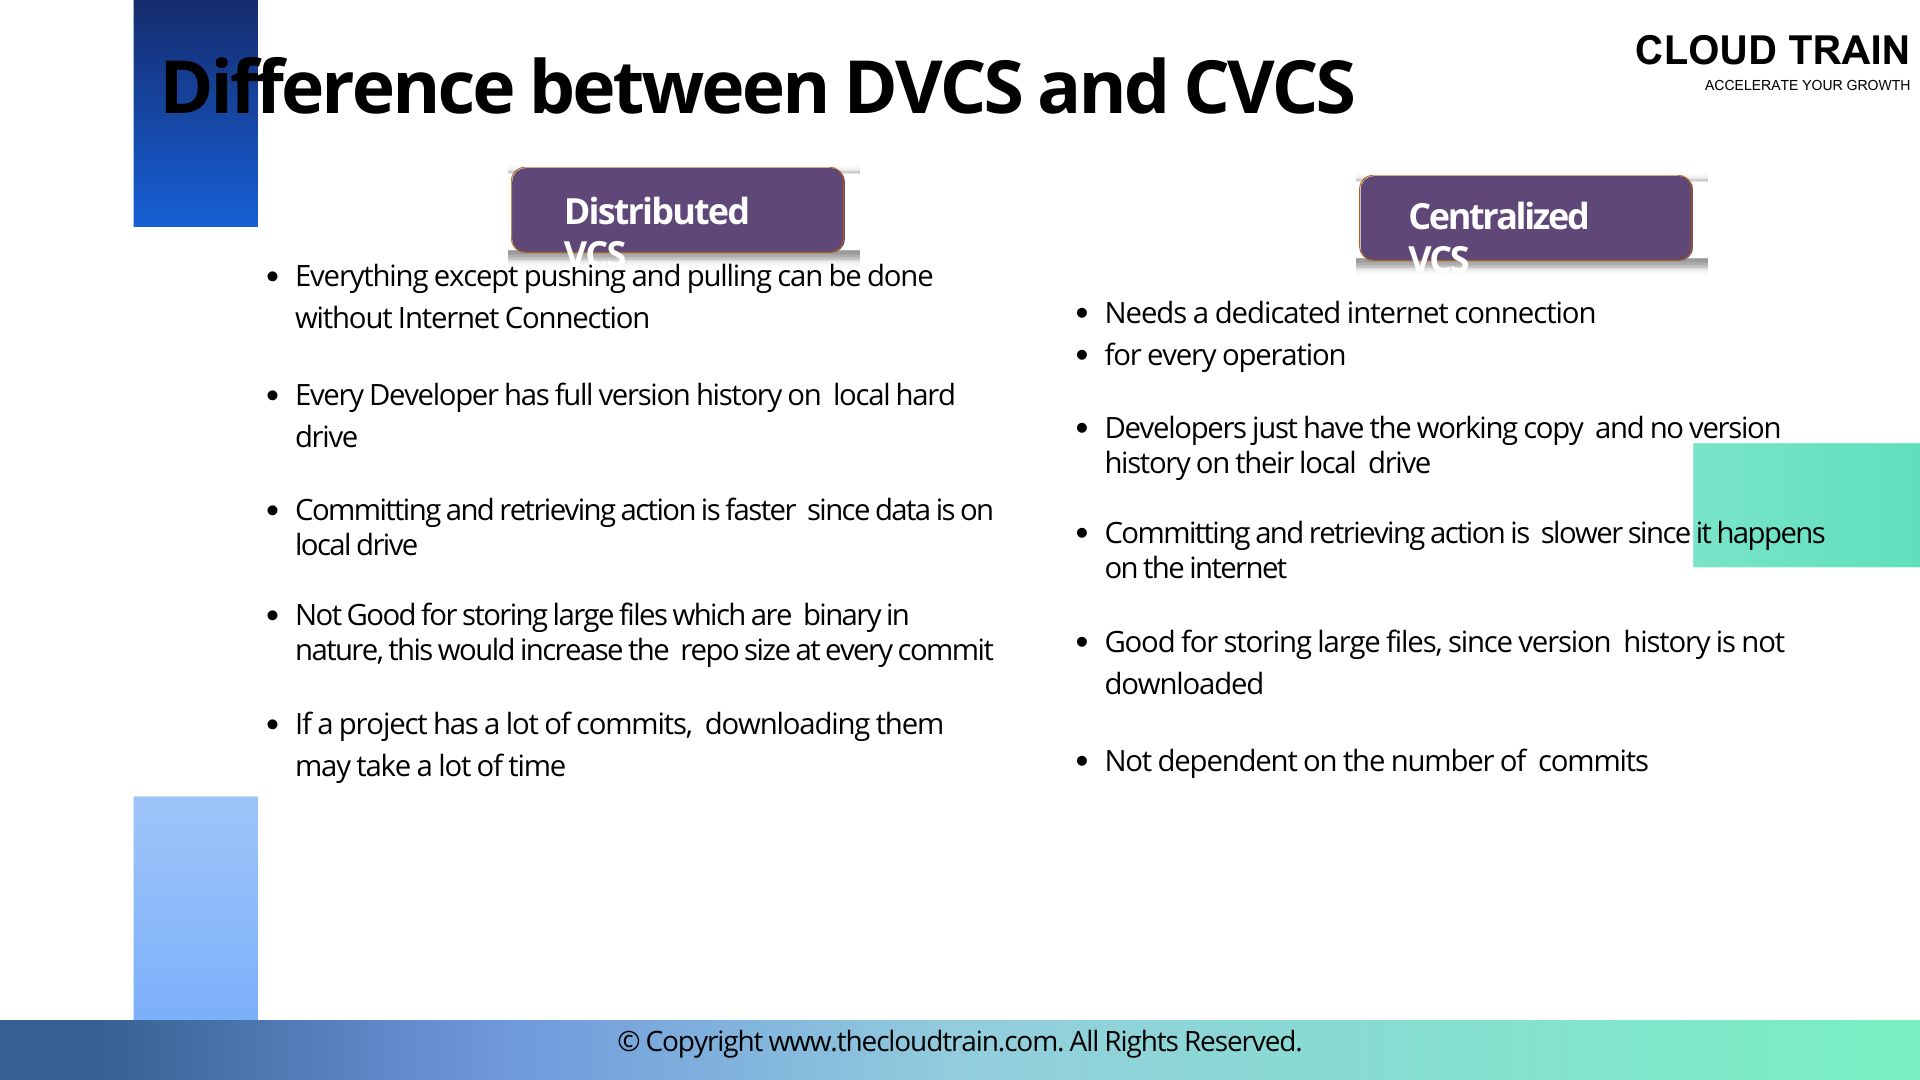 Difference between DVCS and CVCS
CLOUD TRAIN
ACCELERATE YOUR GROWTH
Distributed
VCS
• Everything except pushing and pulling can be done
without Internet Connection
• Every Developer has full version history on local hard
drive
• Committing and retrieving action is faster since data is on
local drive
• Not Good for storing large files which are binary in
nature, this would increase the repo size at every commit
• If a project has a lot of commits, downloading them
may take a lot of time
Centralized
VCS
• Needs a dedicated internet connection
• for every operation
• Developers just have the working copy and no version
history on their local drive
• Committing and retrieving action is slower since it happens
on the internet
• Good for storing large files, since version history is not
downloaded
• Not dependent on the number of commits
© Copyright www.thecloudtrain.com. All Rights Reserved.